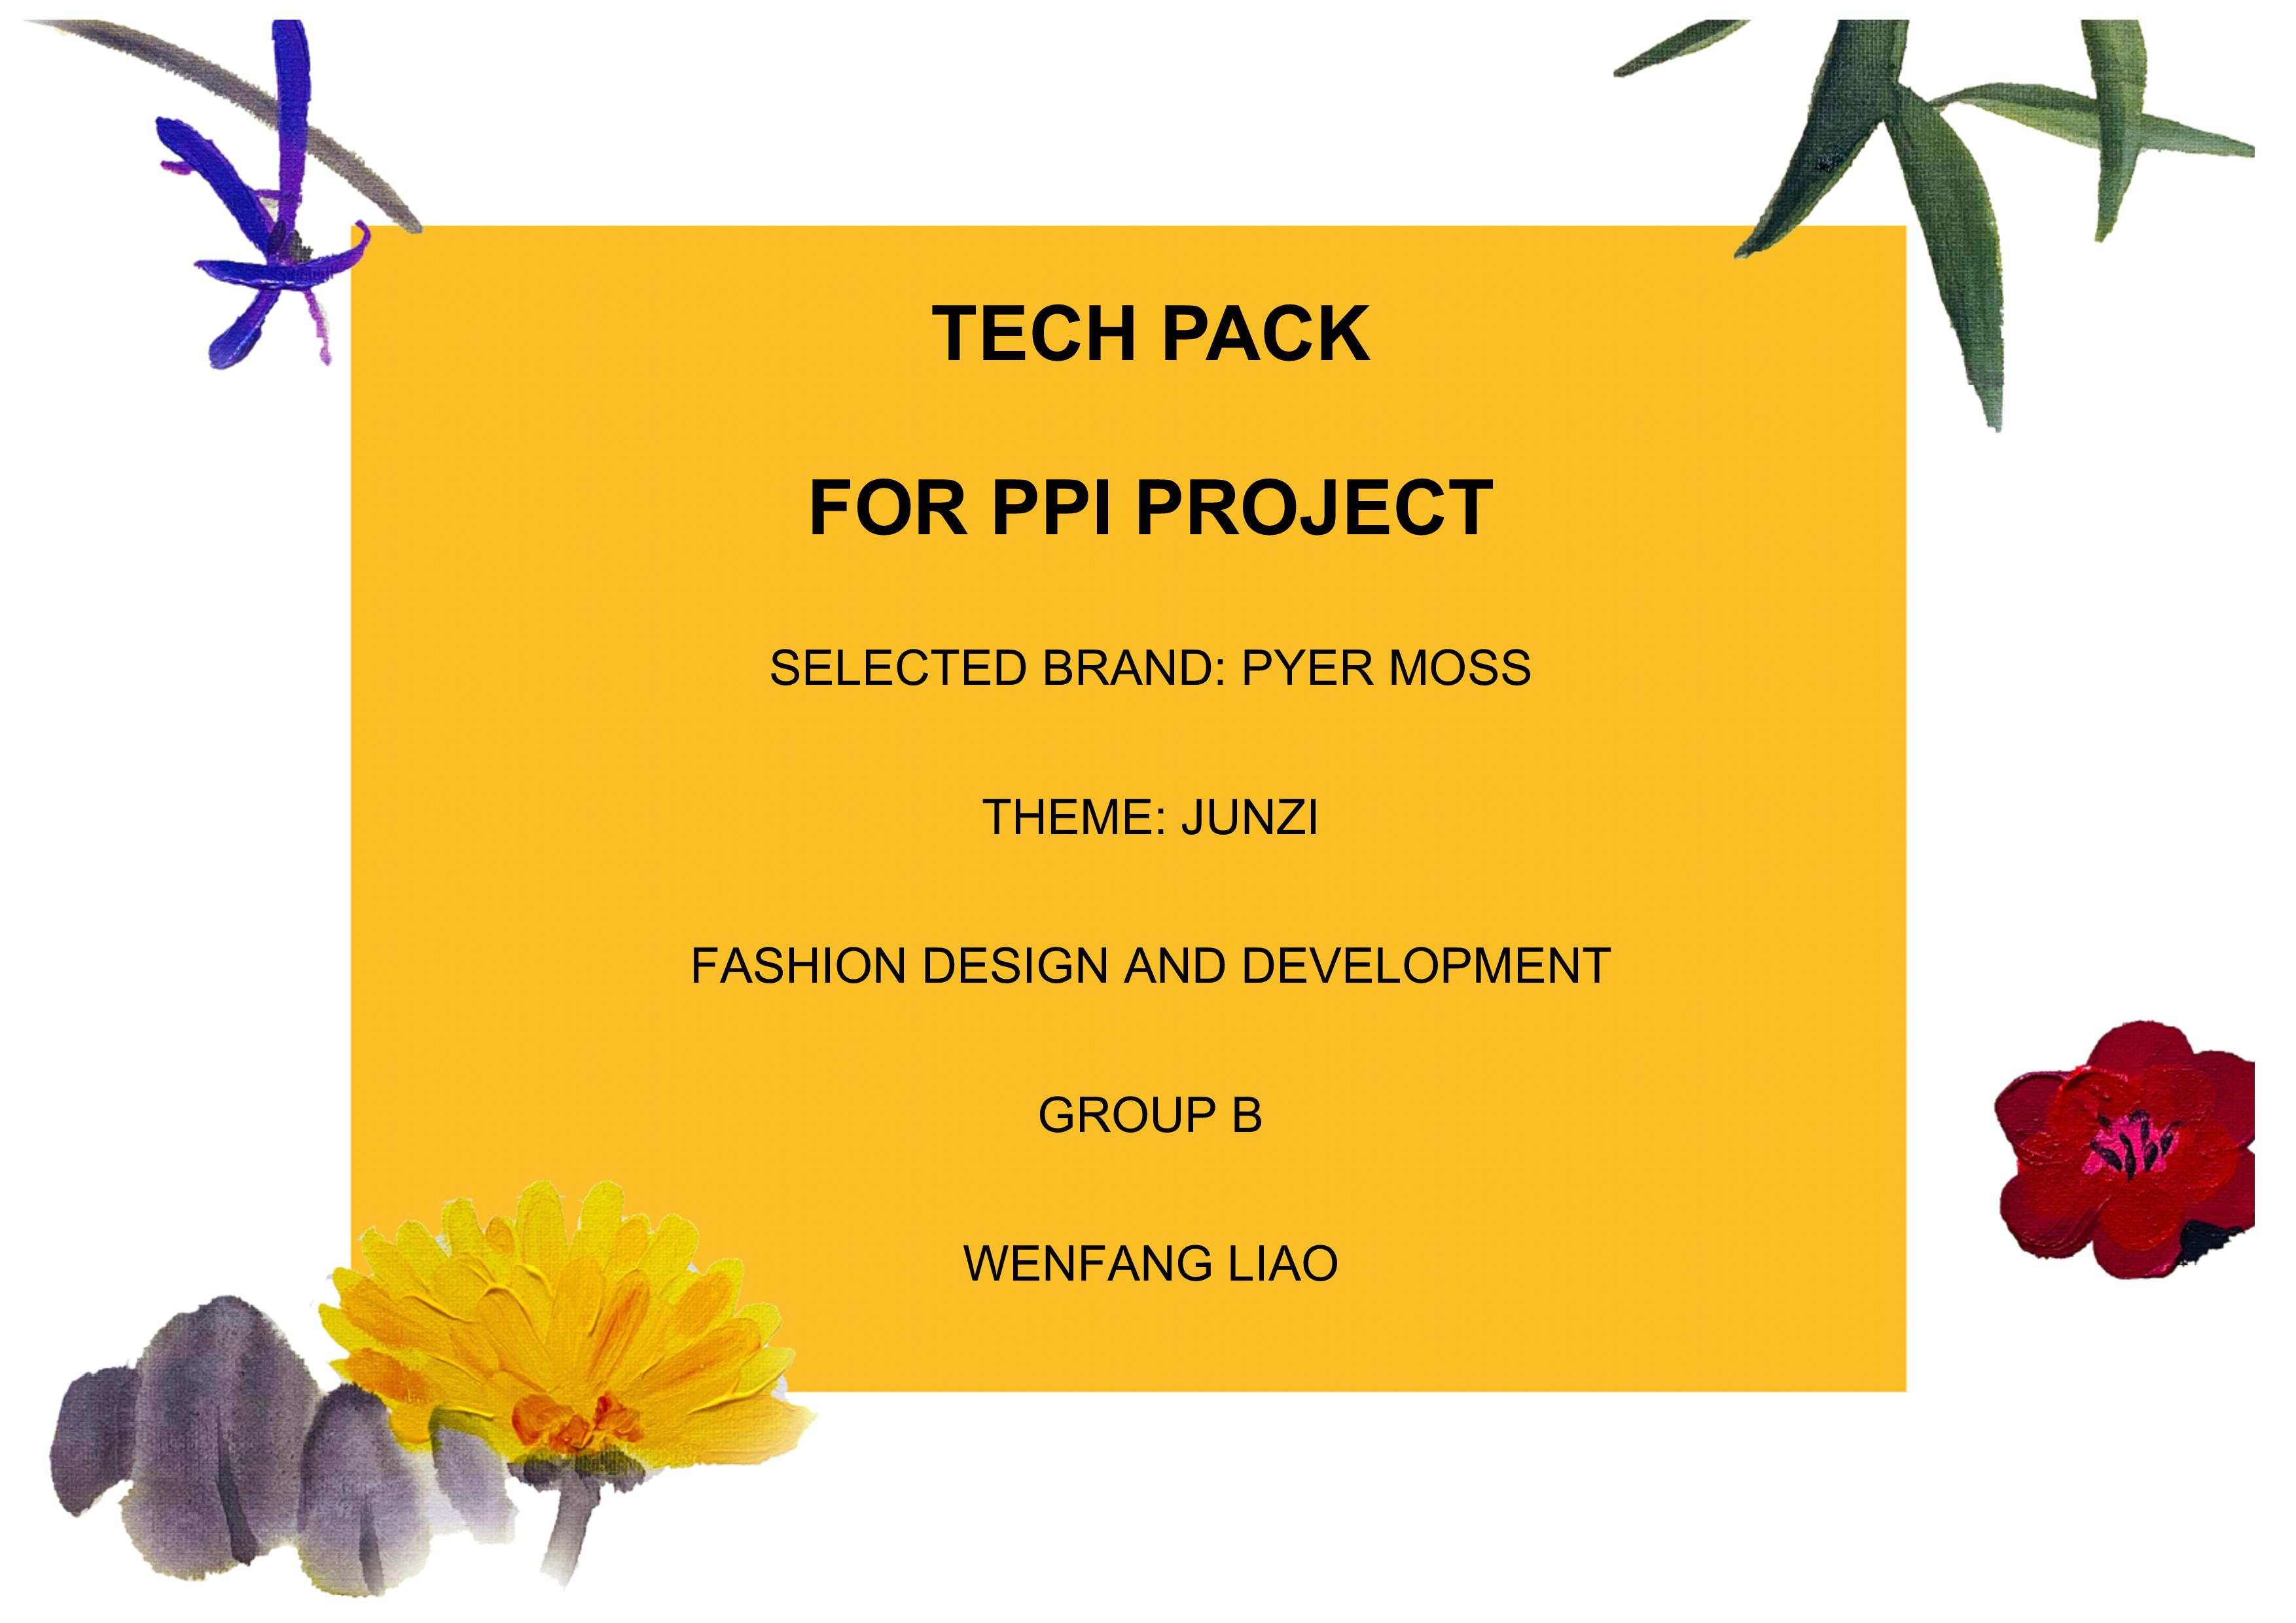 TECH PACK
FOR PPI PROJECT
SELECTED BRAND: PYER MOSS
THEME: JUNZI
FASHION DESIGN AND DEVELOPMENT
GROUP B
WENFANG LIAO